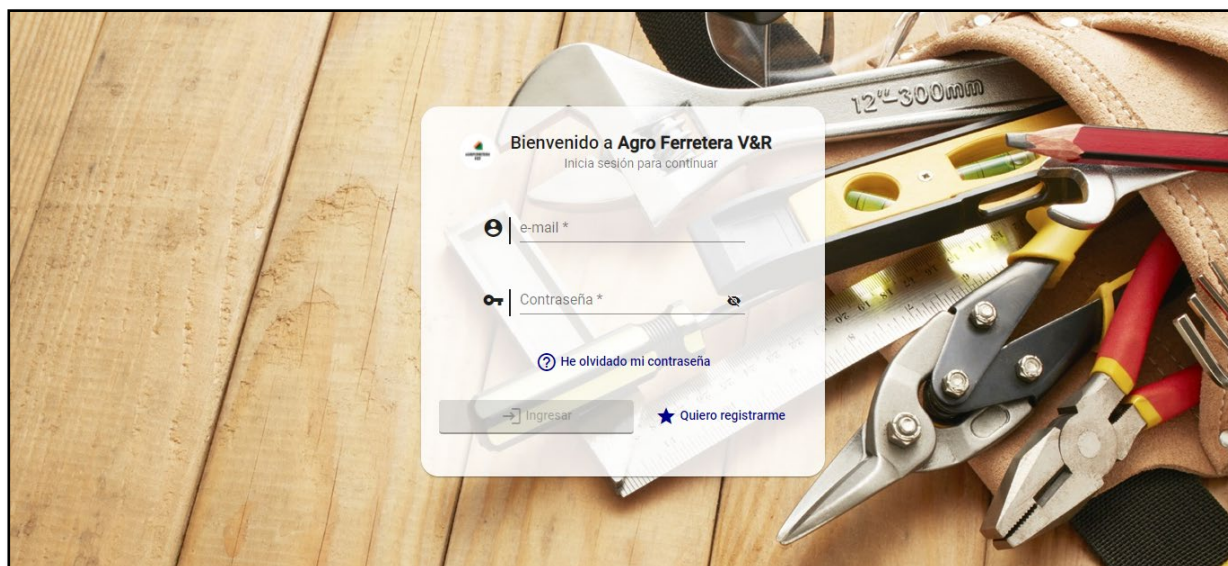 12"-300mm
Bienvenido a Agro Ferretera V&R
Inicia sesión para continuar
e-mail *
Contraseña *
He olvidado mi contraseña
Ingresar
Quiero registrarme